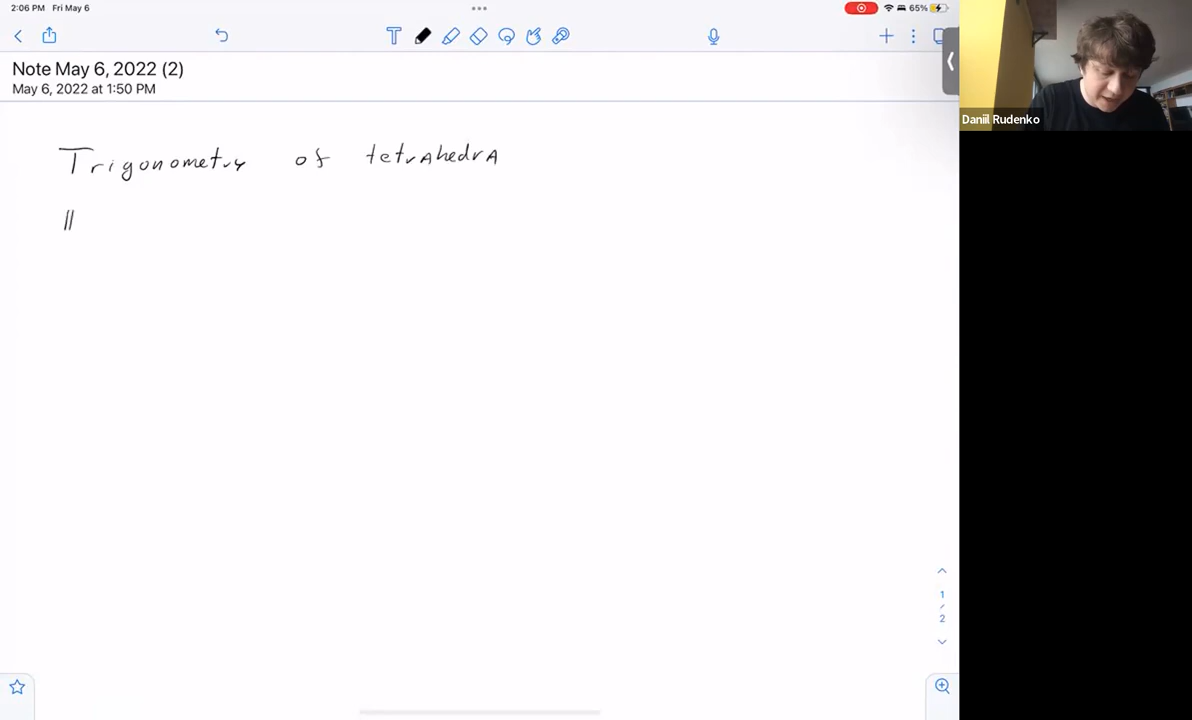 2:06 PM Fri May 6
65%
Note May 6, 2022 (2)
May 6, 2022 at 1:50 PM
Trigonometry of tetrAhedrA
1
2
Daniil Rudenko